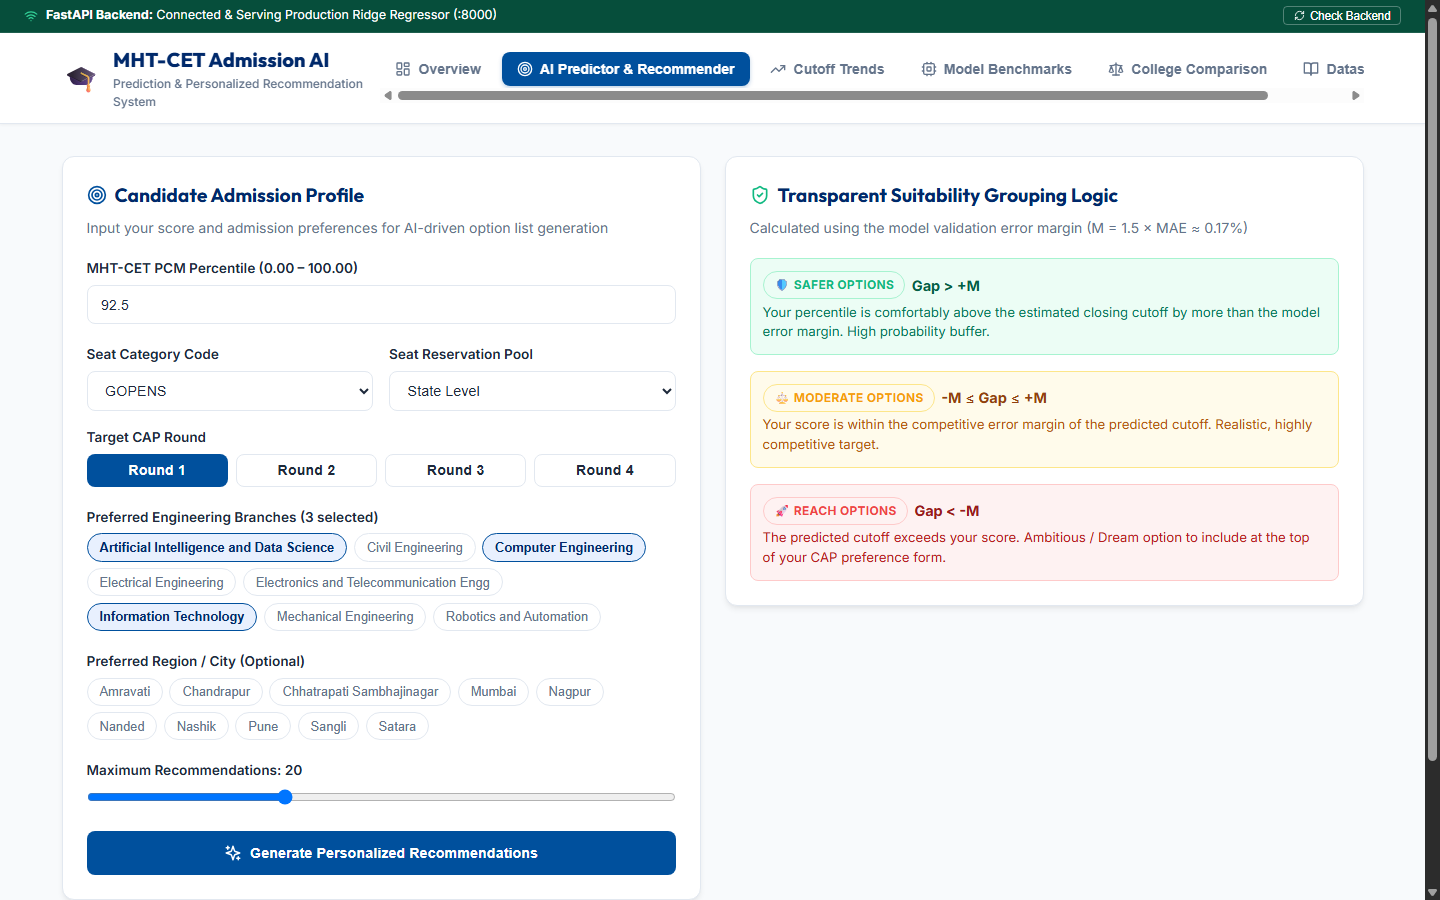 FastAPI Backend: Connected & Serving Production Ridge Regressor (:8000)
Check Backend
MHT-CET Admission AI
Prediction & Personalized Recommendation
System
Overview
AI Predictor & Recommender
Cutoff Trends
Model Benchmarks
College Comparison
Datas
Candidate Admission Profile
Input your score and admission preferences for AI-driven option list generation
MHT-CET PCM Percentile (0.00 – 100.00)
92.5
Seat Category Code
Seat Reservation Pool
GOPENS
State Level
Target CAP Round
Round 1
Round 2
Round 3
Round 4
Preferred Engineering Branches (3 selected)
Artificial Intelligence and Data Science
Civil Engineering
Computer Engineering
Electrical Engineering
Electronics and Telecommunication Engg
Information Technology
Mechanical Engineering
Robotics and Automation
Preferred Region / City (Optional)
Amravati
Chandrapur
Chhatrapati Sambhajinagar
Mumbai
Nagpur
Nanded
Nashik
Pune
Sangli
Satara
Maximum Recommendations: 20
Generate Personalized Recommendations
Transparent Suitability Grouping Logic
Calculated using the model validation error margin (M = 1.5 × MAE ≈ 0.17%)
SAFER OPTIONS Gap > +M
Your percentile is comfortably above the estimated closing cutoff by more than the model
error margin. High probability buffer.
MODERATE OPTIONS -M ≤ Gap ≤ +M
Your score is within the competitive error margin of the predicted cutoff. Realistic, highly
competitive target.
REACH OPTIONS Gap < -M
The predicted cutoff exceeds your score. Ambitious / Dream option to include at the top
of your CAP preference form.